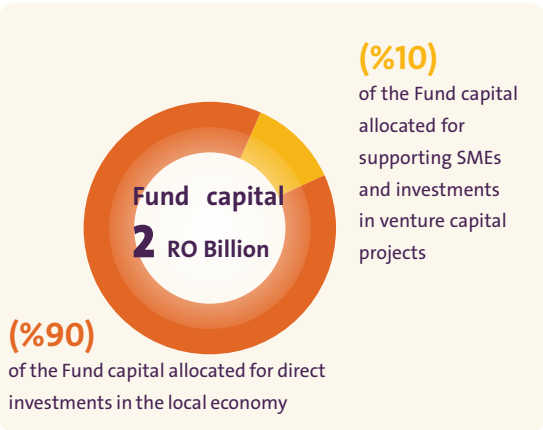 (%10)
of the Fund capital
allocated for
supporting SMEs
and investments
in venture capital
projects
Fund capital
2 RO Billion
(%90)
of the Fund capital allocated for direct
investments in the local economy